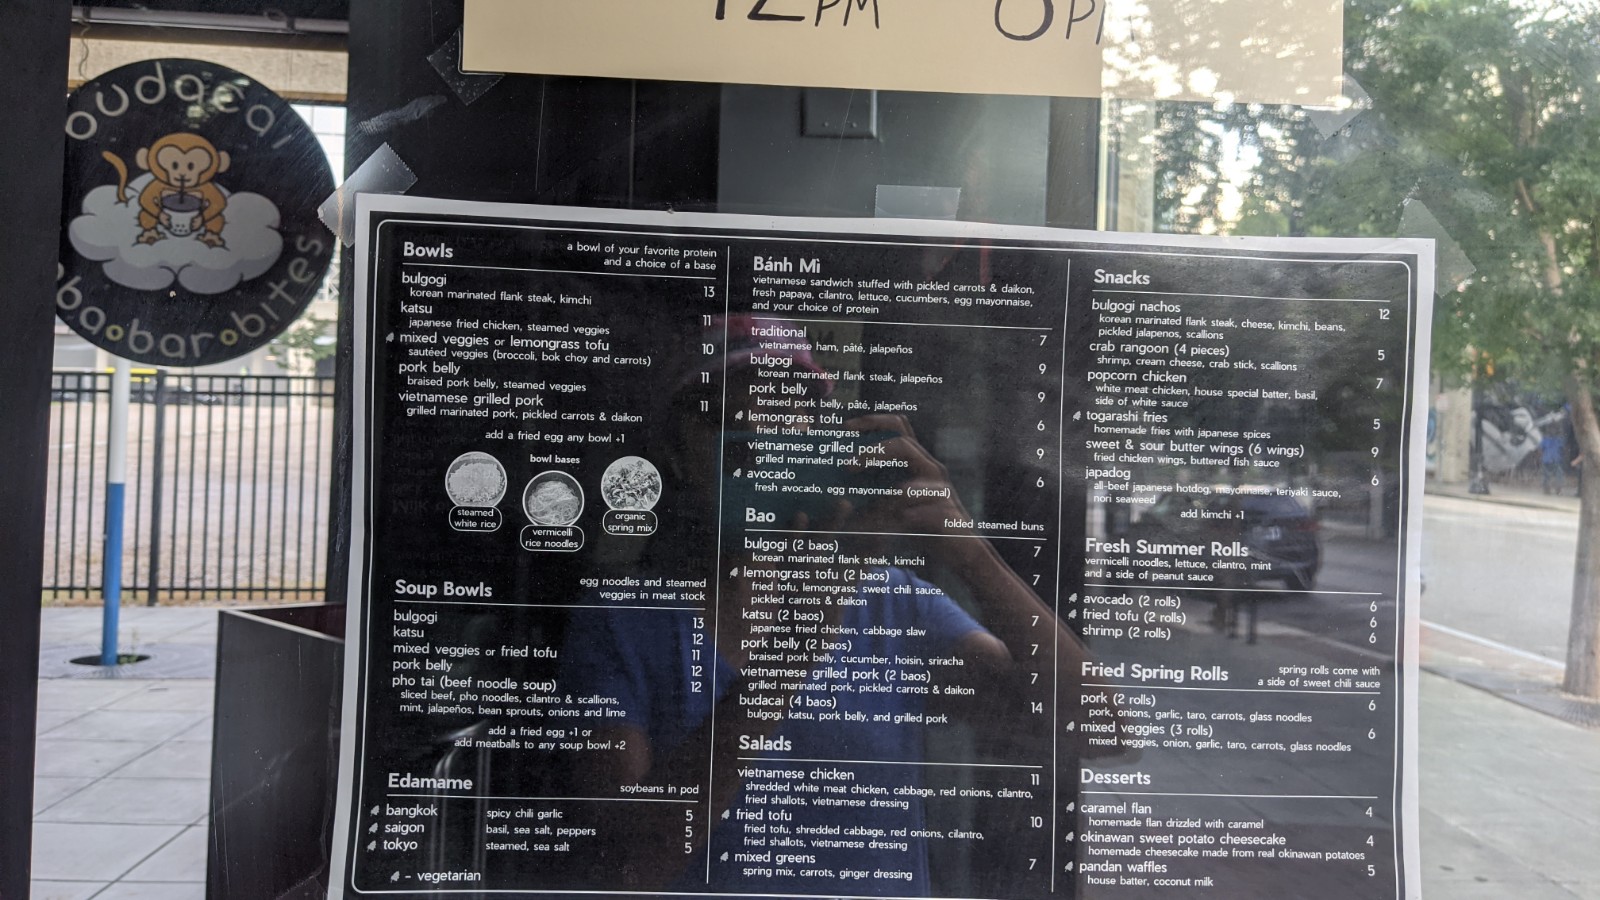 12PM
oudacai
boba • bar • bites
Bowls
a bowl of your favorite protein
and a choice of a base
bulgogi 13
korean marinated flank steak, kimchi
katsu 11
japanese fried chicken, steamed veggies
mixed veggies or lemongrass tofu 10
sautéed veggies (broccoli, bok choy and carrots)
pork belly 11
braised pork belly, steamed veggies
vietnamese grilled pork 11
grilled marinated pork, pickled carrots & daikon
add a fried egg any bowl +1
bowl bases
steamed
white rice
vermicelli
rice noodles
organic
spring mix
Soup Bowls
egg noodles and steamed
veggies in meat stock
bulgogi 13
katsu 12
mixed veggies or fried tofu 11
pork belly 12
pho tai (beef noodle soup) 12
sliced beef, pho noodles, cilantro & scallions,
mint, jalapeños, bean sprouts, onions and lime
add a fried egg +1 or
add meatballs to any soup bowl +2
Edamame
soybeans in pod
bangkok spicy chili garlic 5
saigon basil, sea salt, peppers 5
tokyo steamed, sea salt 5
- vegetarian
Bánh Mì
vietnamese sandwich stuffed with pickled carrots & daikon,
fresh papaya, cilantro, lettuce, cucumbers, egg mayonnaise,
and your choice of protein
traditional 7
vietnamese ham, pâté, jalapeños
bulgogi 9
korean marinated flank steak, jalapeños
pork belly 9
braised pork belly, pâté, jalapeños
lemongrass tofu 6
fried tofu, lemongrass
vietnamese grilled pork 9
grilled marinated pork, jalapeños
avocado 6
fresh avocado, egg mayonnaise (optional)
Bao
folded steamed buns
bulgogi (2 baos) 7
korean marinated flank steak, kimchi
lemongrass tofu (2 baos) 7
fried tofu, lemongrass, sweet chili sauce,
pickled carrots & daikon
katsu (2 baos) 7
japanese fried chicken, cabbage slaw
pork belly (2 baos) 7
braised pork belly, cucumber, hoisin, sriracha
vietnamese grilled pork (2 baos) 7
grilled marinated pork, pickled carrots & daikon
budacai (4 baos) 14
bulgogi, katsu, pork belly, and grilled pork
Salads
vietnamese chicken 11
shredded white meat chicken, cabbage, red onions, cilantro,
fried shallots, vietnamese dressing
fried tofu 10
fried tofu, shredded cabbage, red onions, cilantro,
fried shallots, vietnamese dressing
mixed greens 7
spring mix, carrots, ginger dressing
Snacks
bulgogi nachos 12
korean marinated flank steak, cheese, kimchi, beans,
pickled jalapenos, scallions
crab rangoon (4 pieces) 5
shrimp, cream cheese, crab stick, scallions
popcorn chicken 7
white meat chicken, house special batter, basil,
side of white sauce
togarashi fries 5
homemade fries with japanese spices
sweet & sour butter wings (6 wings) 9
fried chicken wings, buttered fish sauce
japadog 6
all-beef japanese hotdog, mayonnaise, teriyaki sauce,
nori seaweed
add kimchi +1
Fresh Summer Rolls
vermicelli noodles, lettuce, cilantro, mint
and a side of peanut sauce
avocado (2 rolls) 6
fried tofu (2 rolls) 6
shrimp (2 rolls) 6
Fried Spring Rolls
spring rolls come with
a side of sweet chili sauce
pork (2 rolls) 6
pork, onions, garlic, taro, carrots, glass noodles
mixed veggies (3 rolls) 6
mixed veggies, onion, garlic, taro, carrots, glass noodles
Desserts
caramel flan 4
homemade flan drizzled with caramel
okinawan sweet potato cheesecake 4
homemade cheesecake made from real okinawan potatoes
pandan waffles 5
house batter, coconut milk